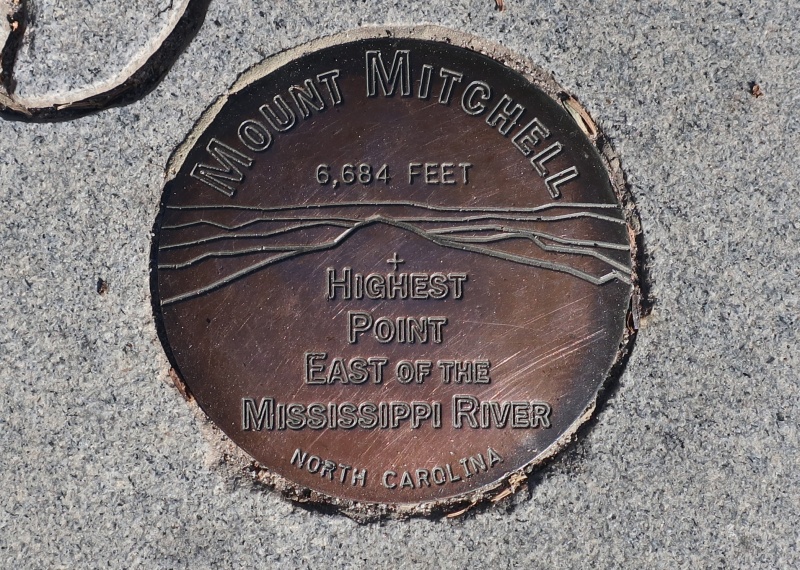 Mount Mitchell
6,684 FEET
Highest
Point
East of the
Mississippi River
NORTH CAROLINA